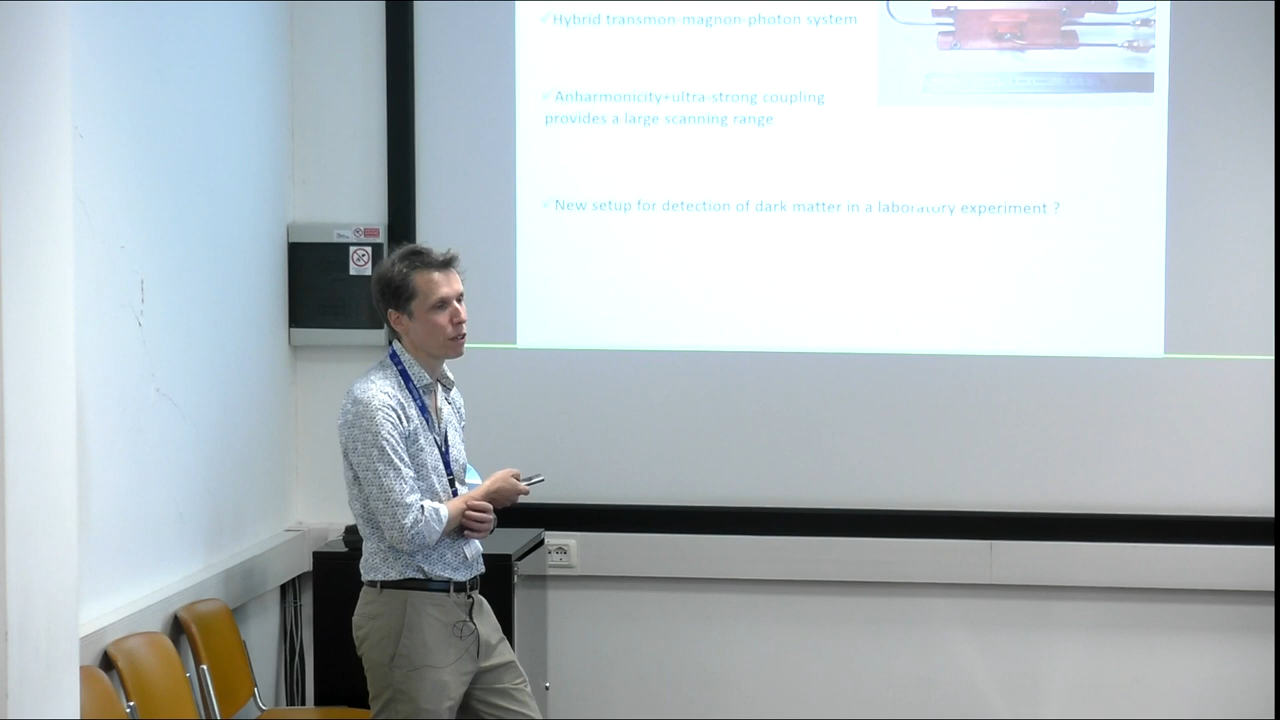 Hybrid transmon-magnon-photon system
Anharmonicity+ultra-strong coupling
provides a large scanning range
New setup for detection of dark matter in a laboratory experiment ?